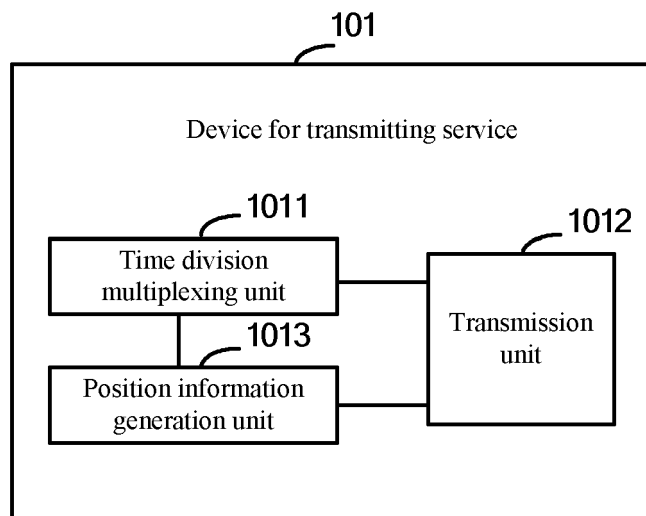 101
Device for transmitting service
1011
Time division
multiplexing unit
1012
Transmission
unit
1013
Position information
generation unit